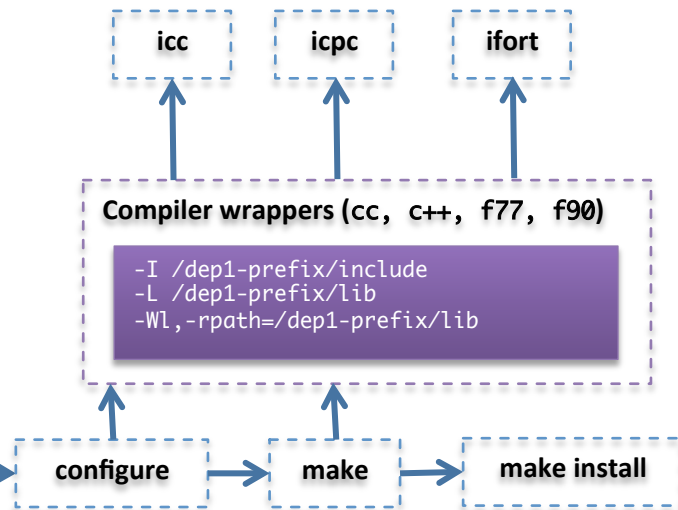 icc icpc ifort
Compiler wrappers (cc, c++, f77, f90)
-I /dep1-prefix/include
-L /dep1-prefix/lib
-Wl,-rpath=/dep1-prefix/lib
configure make make install